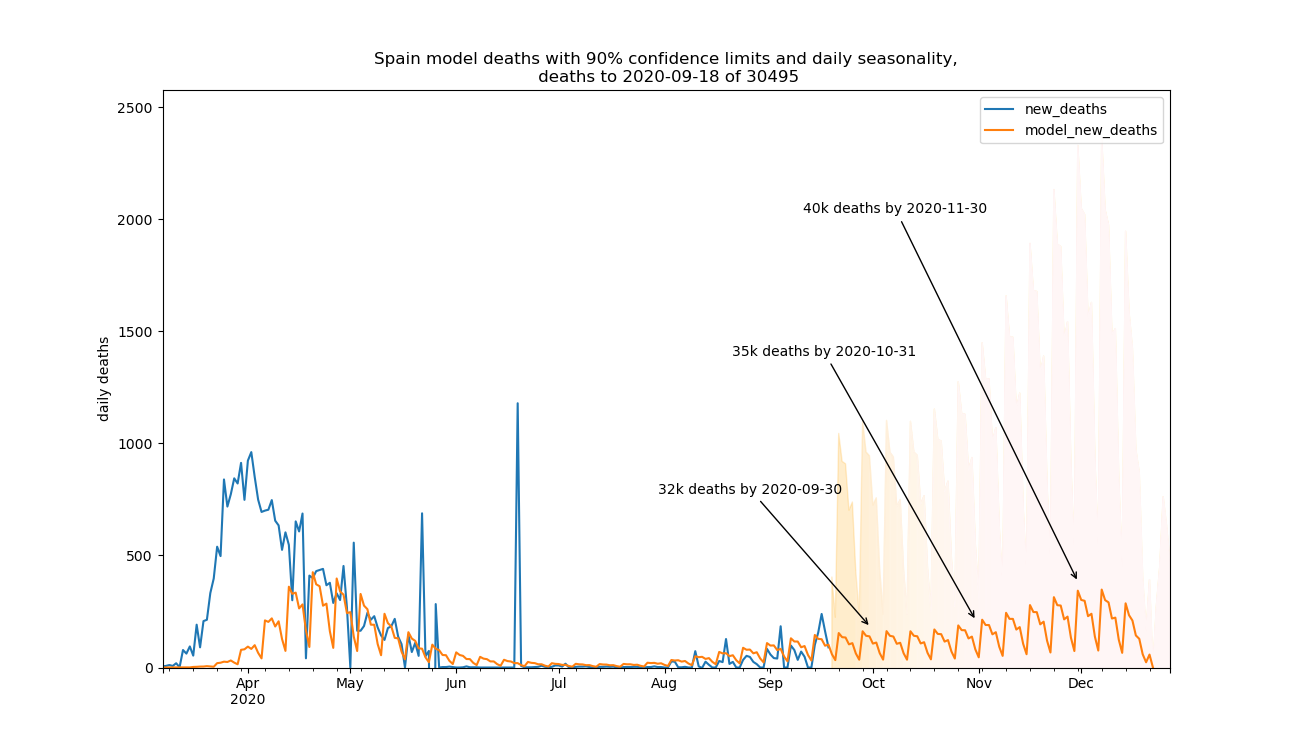 Spain model deaths with 90% confidence limits and daily seasonality,
deaths to 2020-09-18 of 30495
new_deaths
model_new_deaths
2500
2000
1500
1000
500
0
daily deaths
40k deaths by 2020-11-30
35k deaths by 2020-10-31
32k deaths by 2020-09-30
Apr May Jun Jul Aug Sep Oct Nov Dec
2020